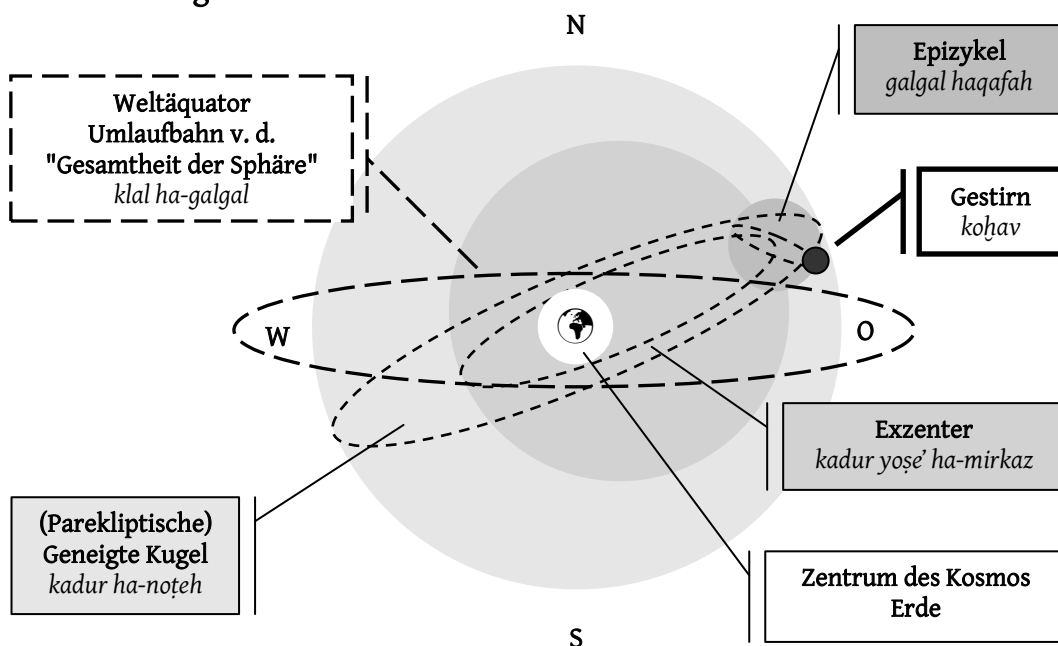 N
Epizykel
galgal haqafah
Weltäquator
Umlaufbahn v. d.
"Gesamtheit der Sphäre"
klal ha-galgal
Gestirn
koḫav
W
O
Exzenter
kadur yoṣe’ ha-mirkaz
(Parekliptische)
Geneigte Kugel
kadur ha-noṭeh
Zentrum des Kosmos
Erde
S